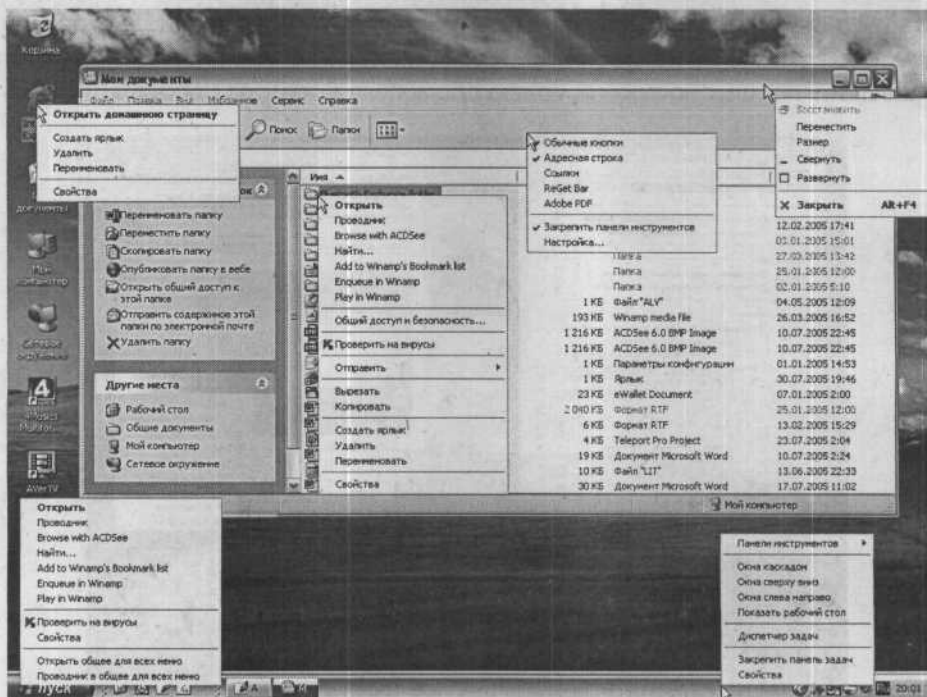 Корзина
Мои документы
Файл Правка Вид Избранное Сервис Справка
Открыть домашнюю страницу
Создать ярлык
Удалить
Переименовать
Свойства
Поиск Папки
Обычные кнопки
Адресная строка
Ссылки
ReGet Bar
Adobe PDF
Закрепить панели инструментов
Настройка...
Восстановить
Переместить
Размер
Свернуть
Развернуть
Закрыть Alt+F4
документы
Мой
компьютер
Сетевое
окружение
AVerTV
Переименовать папку
Переместить папку
Скопировать папку
Опубликовать папку в вебе
Открыть общий доступ к
этой папке
Отправить содержимое этой
папки по электронной почте
Удалить папку
Другие места
Рабочий стол
Общие документы
Мой компьютер
Сетевое окружение
Имя
Открыть
Проводник
Browse with ACDSee
Найти...
Add to Winamp's Bookmark list
Enqueue in Winamp
Play in Winamp
Общий доступ и безопасность...
Проверить на вирусы
Отправить
Вырезать
Копировать
Создать ярлык
Удалить
Переименовать
Свойства
12.02.2005 17:41
03.01.2005 15:01
Папка 27.03.2005 13:42
Папка 25.01.2005 12:00
Папка 02.01.2005 5:10
1 КБ Файл "ALV" 04.05.2005 12:09
193 КБ Winamp media file 26.03.2005 16:52
1 216 КБ ACDSee 6.0 BMP Image 10.07.2005 22:45
1 216 КБ ACDSee 6.0 BMP Image 10.07.2005 22:45
1 КБ Параметры конфигурации 01.01.2005 14:53
1 КБ Ярлык 30.07.2005 19:46
23 КБ eWallet Document 07.01.2005 2:00
2 040 КБ Формат RTF 25.01.2005 12:00
6 КБ Формат RTF 13.02.2005 15:29
4 КБ Teleport Pro Project 23.07.2005 2:04
19 КБ Документ Microsoft Word 10.07.2005 2:24
10 КБ Файл "LIT" 13.06.2005 22:33
30 КБ Документ Microsoft Word 17.07.2005 11:02
Мой компьютер
Открыть
Проводник
Browse with ACDSee
Найти...
Add to Winamp's Bookmark list
Enqueue in Winamp
Play in Winamp
Проверить на вирусы
Свойства
Открыть общее для всех меню
Проводник в общее для всех меню
Панели инструментов
Окна каскадом
Окна сверху вниз
Окна слева направо
Показать рабочий стол
Диспетчер задач
Закрепить панель задач
Свойства
пуск А М 20:01